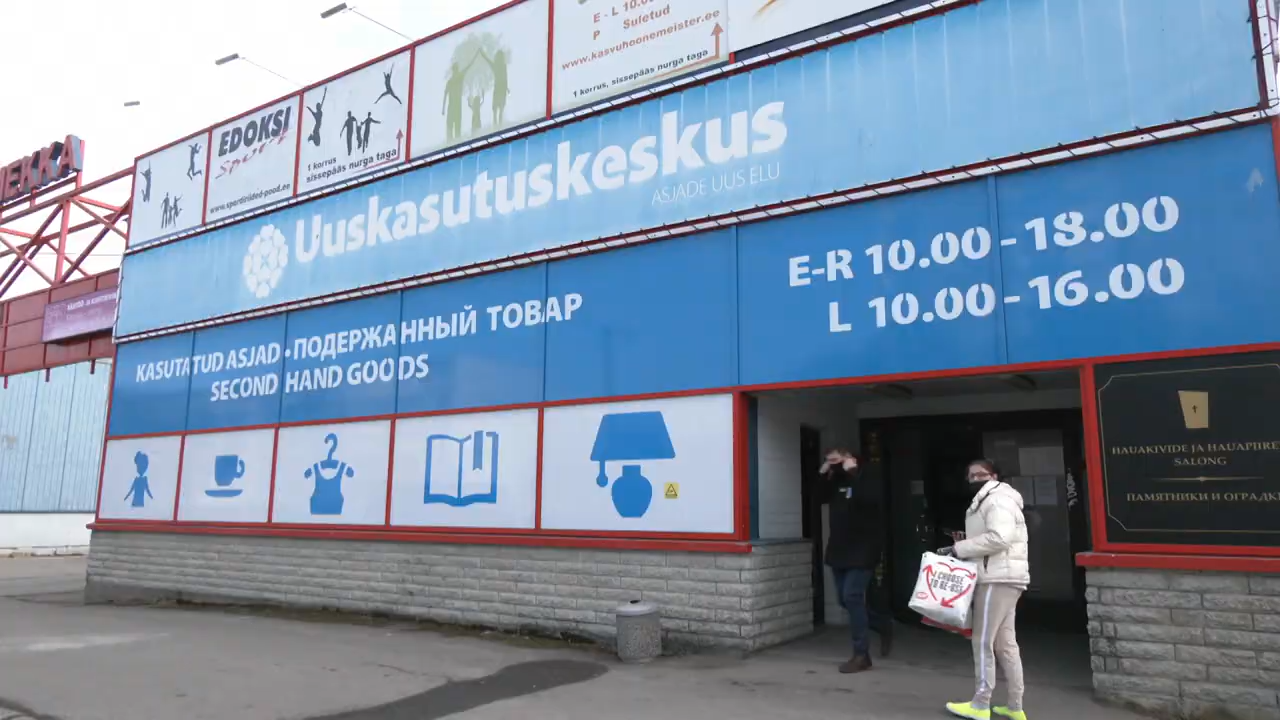 E - L 10.
P Suletud
www.kasvuhoonemeister.ee
1 korrus, sissepääs nurga taga
EDOKSI
Sport
www.spordiriided-pood.ee
1 korrus
sissepääs nurga taga
EKKA
Uuskasutuskeskus
ASJADE UUS ELU
E-R 10.00-18.00
L 10.00-16.00
KASUTATUD ASJAD • ПОДЕРЖАННЫЙ ТОВАР
SECOND HAND GOODS
HAUAKIVIDE JA HAUAPIIRE
SALONG
ПАМЯТНИКИ И ОГРАДК
CHOOSE
TO RE-USE